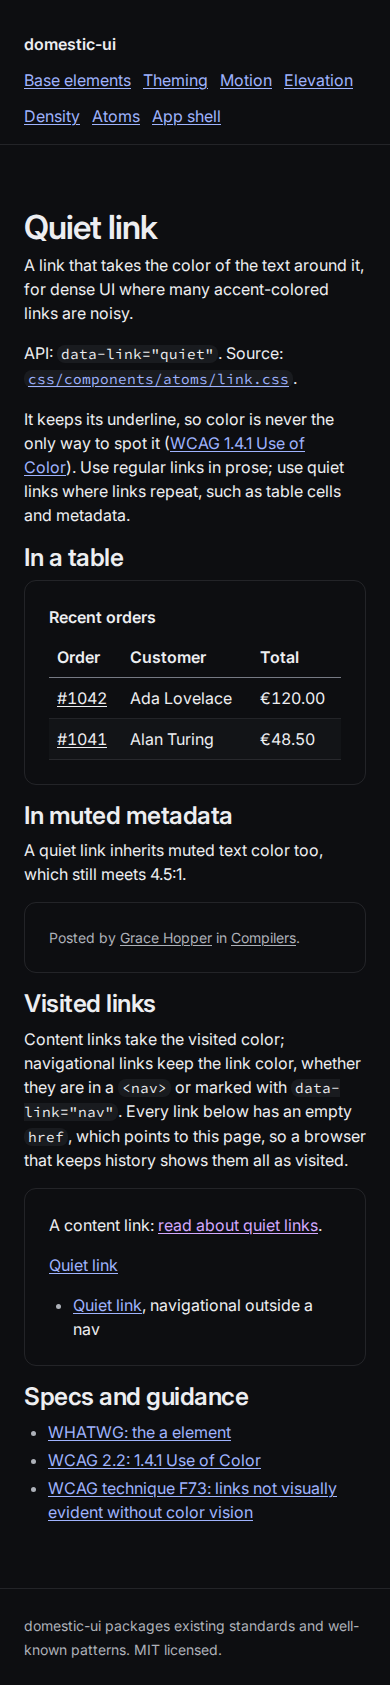 domestic-ui
Base elements Theming Motion Elevation
Density Atoms App shell
Quiet link
A link that takes the color of the text around it,
for dense UI where many accent-colored
links are noisy.
API: data-link="quiet". Source:
css/components/atoms/link.css.
It keeps its underline, so color is never the
only way to spot it (WCAG 1.4.1 Use of
Color). Use regular links in prose; use quiet
links where links repeat, such as table cells
and metadata.
In a table
Recent orders
Order Customer Total
#1042 Ada Lovelace €120.00
#1041 Alan Turing €48.50
In muted metadata
A quiet link inherits muted text color too,
which still meets 4.5:1.
Posted by Grace Hopper in Compilers.
Visited links
Content links take the visited color;
navigational links keep the link color, whether
they are in a <nav> or marked with data-
link="nav". Every link below has an empty
href, which points to this page, so a browser
that keeps history shows them all as visited.
A content link: read about quiet links.
Quiet link
• Quiet link, navigational outside a
nav
Specs and guidance
• WHATWG: the a element
• WCAG 2.2: 1.4.1 Use of Color
• WCAG technique F73: links not visually
evident without color vision
domestic-ui packages existing standards and well-
known patterns. MIT licensed.